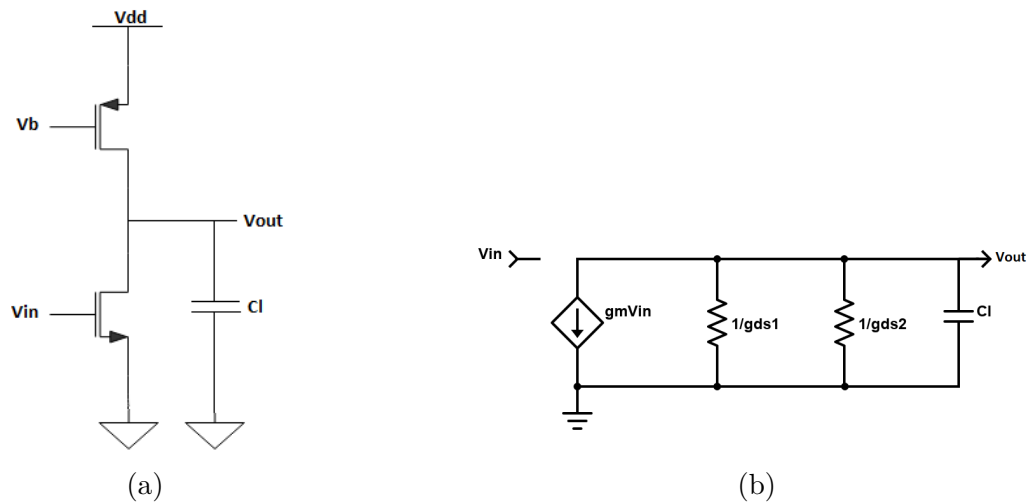 Vdd
Vb
Vout
Vin
Cl
(a)
Vin
Vout
gmVin
1/gds1
1/gds2
Cl
(b)